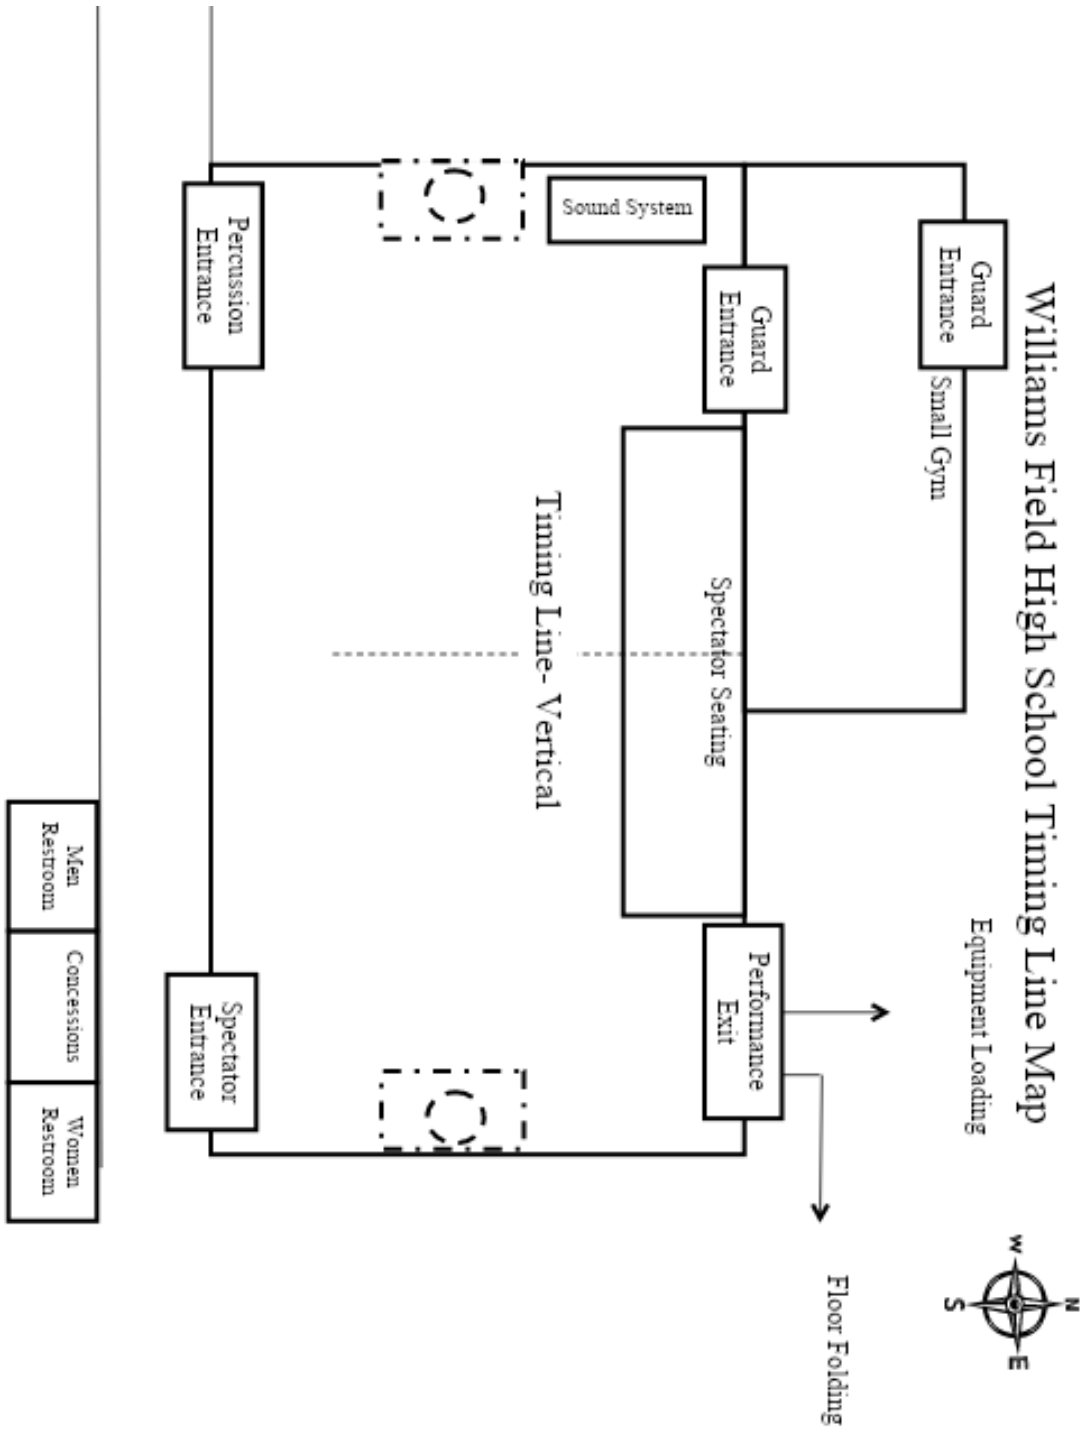 Williams Field High School Timing Line Map
Guard
Entrance
Small Gym
Equipment Loading
N
W
E
S
Guard
Entrance
Spectator Seating
Performance
Exit
Floor Folding
Sound System
Timing Line- Vertical
Percussion
Entrance
Spectator
Entrance
Men
Restroom
Concessions
Women
Restroom